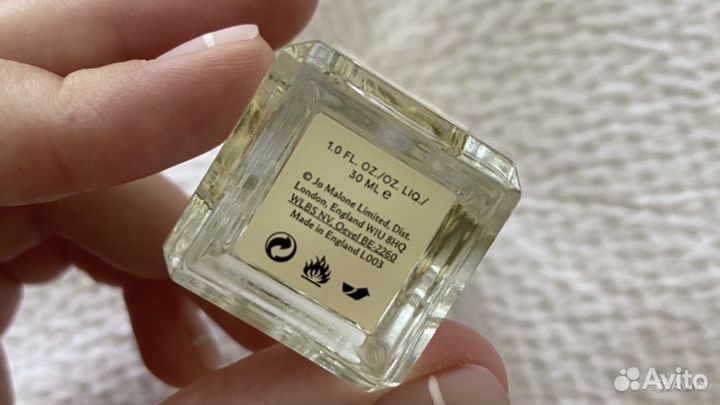 1.0 FL. OZ./OZ. LIQ./
30 ML ℮
© Jo Malone Limited, Dist.
London, England W1U 8HQ
WLBS NV, Oevel BE-2260
Made in England L003
Avito